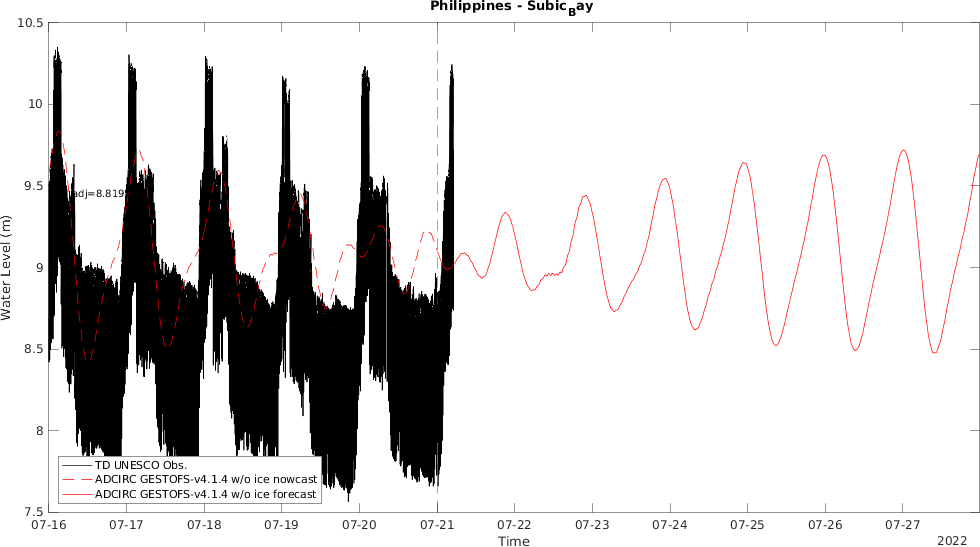 Philippines - Subic_Bay
10.5
10
9.5
9
8.5
8
7.5
Water Level (m)
adj=8.819
TD UNESCO Obs.
ADCIRC GESTOFS-v4.1.4 w/o ice nowcast
ADCIRC GESTOFS-v4.1.4 w/o ice forecast
07-16 07-17 07-18 07-19 07-20 07-21 07-22 07-23 07-24 07-25 07-26 07-27
Time
2022